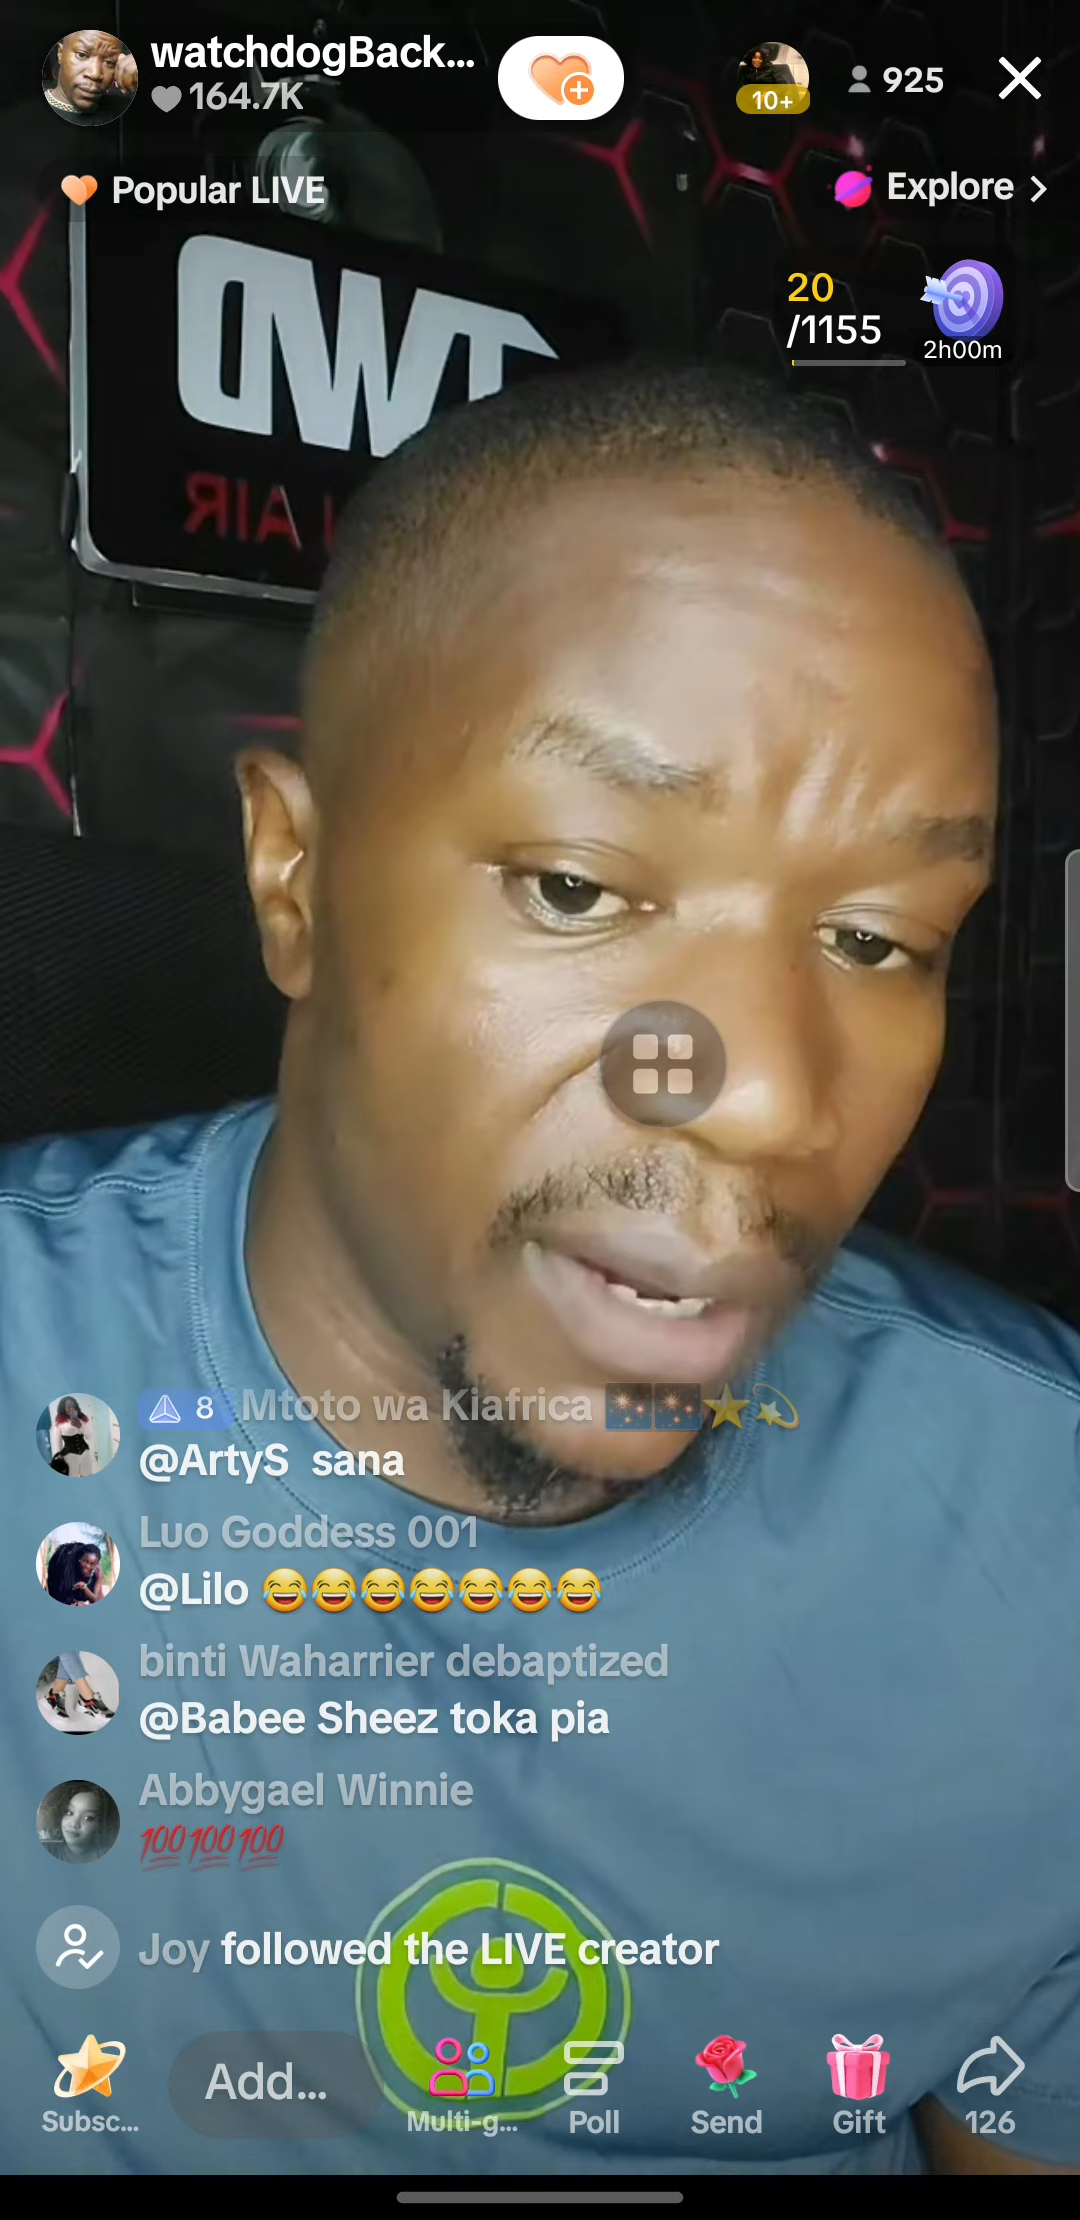 watchdogBack...
164.7K
10+
925
Popular LIVE
Explore
20
/1155
2h00m
TWD
AIR
8 Mtoto wa Kiafrica 🎇🎇⭐💫
@ArtyS sana
Luo Goddess 001
@Lilo 😂😂😂😂😂😂😂
binti Waharrier debaptized
@Babee Sheez toka pia
Abbygael Winnie
💯💯💯
Joy followed the LIVE creator
Add...
Subsc...
Multi-g...
Poll
Send
Gift
126